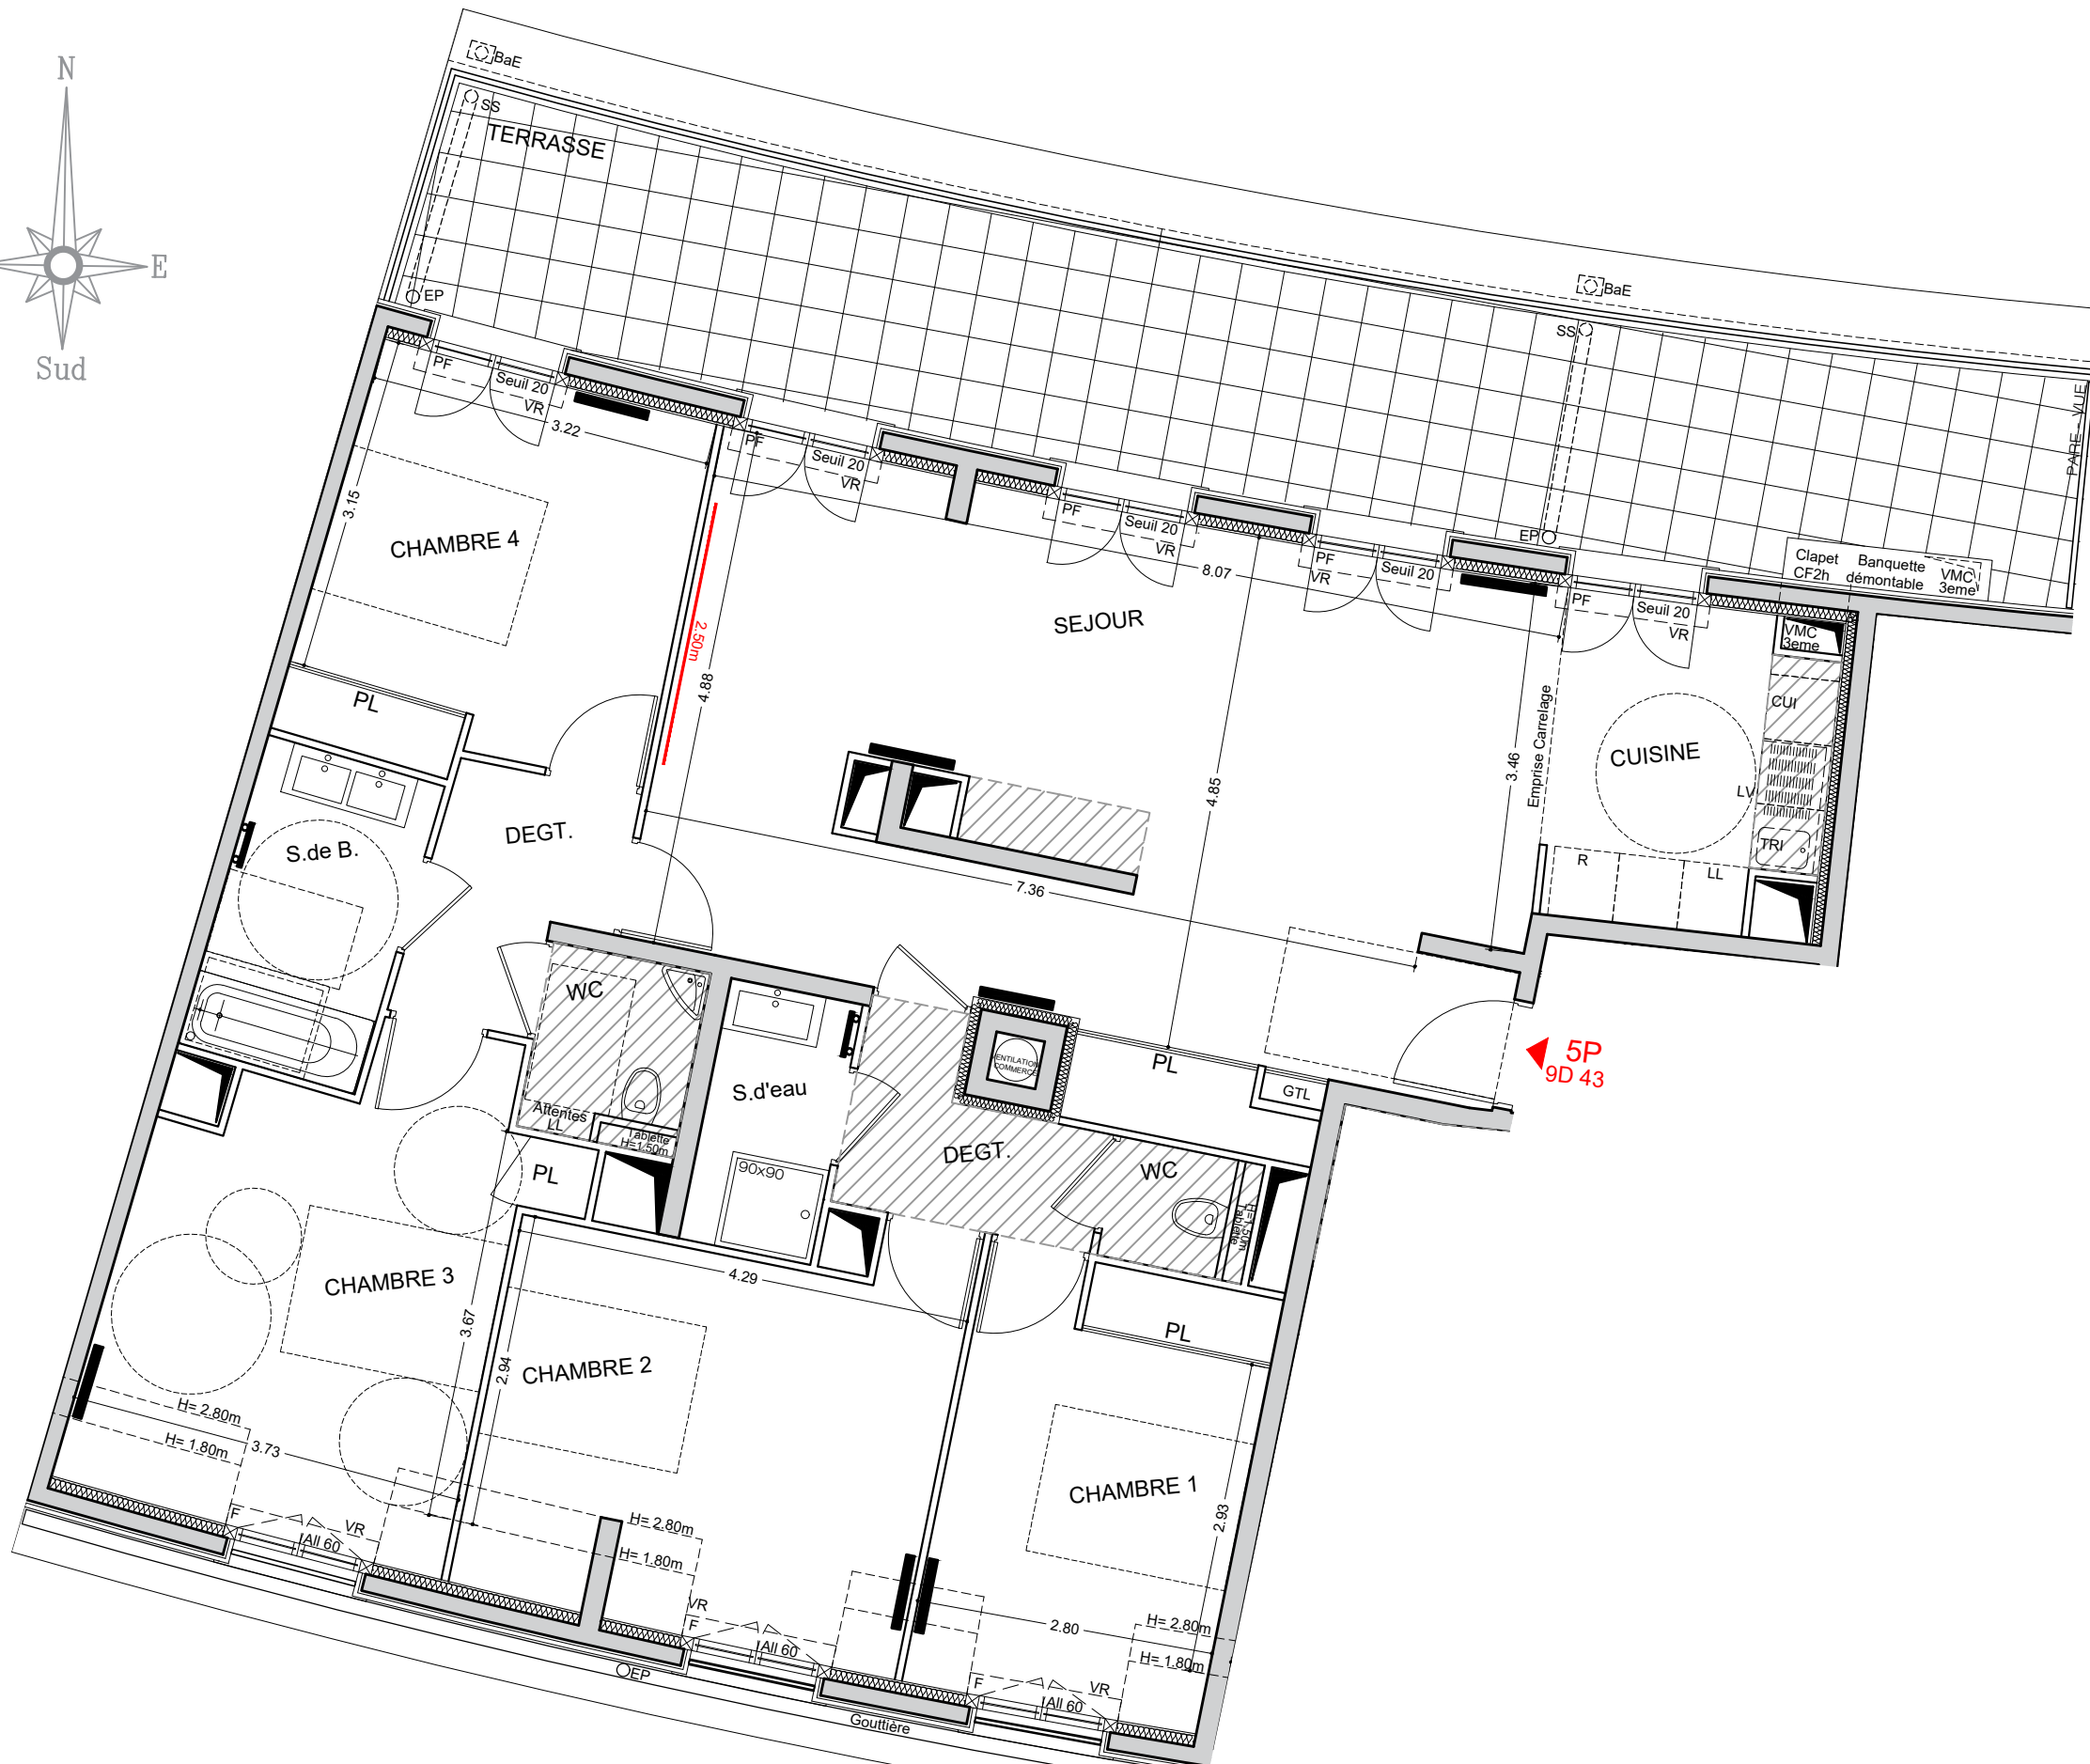 N
E
Sud
BaE
SS
TERRASSE
EP
BaE
SS
EP
PARE - VUE
PF
Seuil 20
VR
PF
Seuil 20
VR
PF
Seuil 20
VR
PF
VR
Seuil 20
PF
Seuil 20
VR
Clapet
CF2h
Banquette
démontable
VMC
3eme
VMC
3eme
3.22
3.15
CHAMBRE 4
2.50m
4.88
SEJOUR
8.07
4.85
3.46
Emprise Carrelage
CUISINE
CUI
LV
TRI
R
LL
PL
S.de B.
DEGT.
7.36
WC
Attentes
LL
Tablette
H=1.50m
S.d'eau
90x90
VENTILATION
COMMERCE
PL
GTL
5P
9D 43
DEGT.
WC
H=1.50m
Tablette
PL
PL
CHAMBRE 3
3.67
2.94
4.29
CHAMBRE 2
CHAMBRE 1
2.93
H= 2.80m
H= 1.80m
3.73
F
VR
All 60
H= 2.80m
H= 1.80m
VR
F
All 60
2.80
H= 2.80m
H= 1.80m
F
VR
All 60
EP
Gouttière